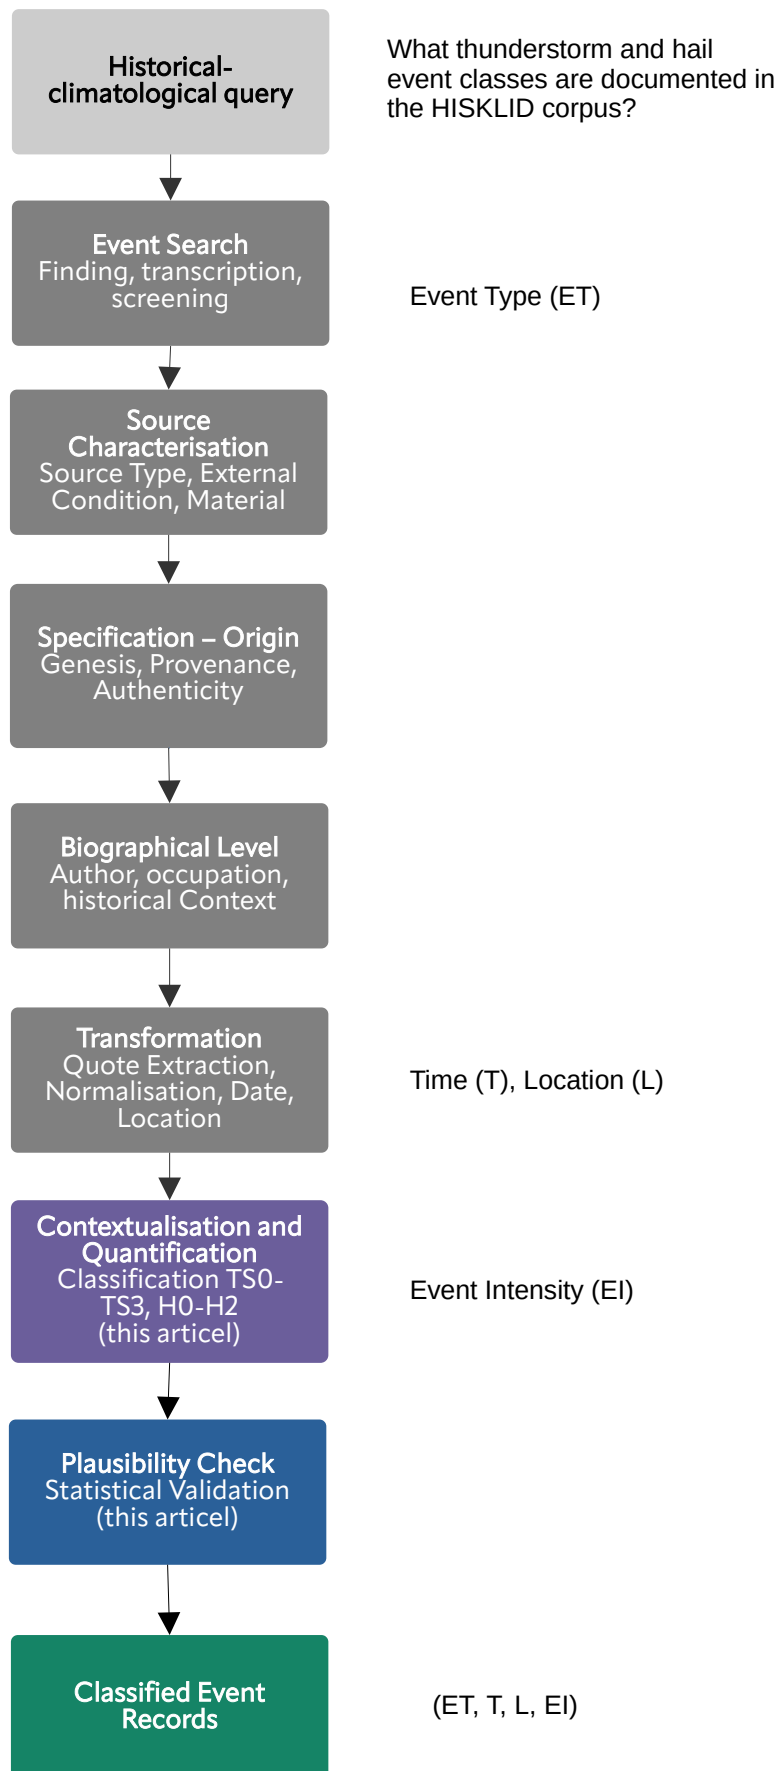 Historical-
climatological query
What thunderstorm and hail
event classes are documented in
the HISKLID corpus?
Event Search
Finding, transcription,
screening
Event Type (ET)
Source
Characterisation
Source Type, External
Condition, Material
Specification – Origin
Genesis, Provenance,
Authenticity
Biographical Level
Author, occupation,
historical Context
Transformation
Quote Extraction,
Normalisation, Date,
Location
Time (T), Location (L)
Contextualisation and
Quantification
Classification TS0-
TS3, H0-H2
(this articel)
Event Intensity (EI)
Plausibility Check
Statistical Validation
(this articel)
Classified Event
Records
(ET, T, L, EI)